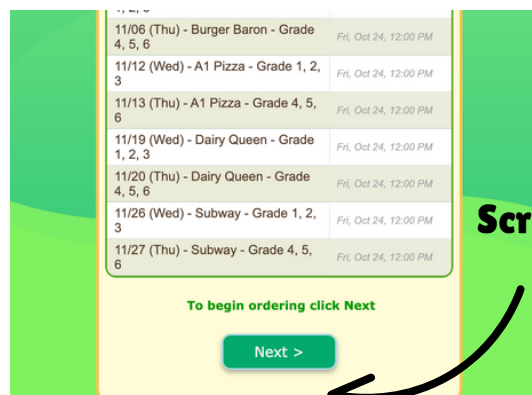 11/06 (Thu) - Burger Baron - Grade
4, 5, 6
Fri, Oct 24, 12:00 PM
11/12 (Wed) - A1 Pizza - Grade 1, 2,
3
Fri, Oct 24, 12:00 PM
11/13 (Thu) - A1 Pizza - Grade 4, 5,
6
Fri, Oct 24, 12:00 PM
11/19 (Wed) - Dairy Queen - Grade
1, 2, 3
Fri, Oct 24, 12:00 PM
11/20 (Thu) - Dairy Queen - Grade
4, 5, 6
Fri, Oct 24, 12:00 PM
11/26 (Wed) - Subway - Grade 1, 2,
3
Fri, Oct 24, 12:00 PM
11/27 (Thu) - Subway - Grade 4, 5,
6
Fri, Oct 24, 12:00 PM
Scr
To begin ordering click Next
Next >